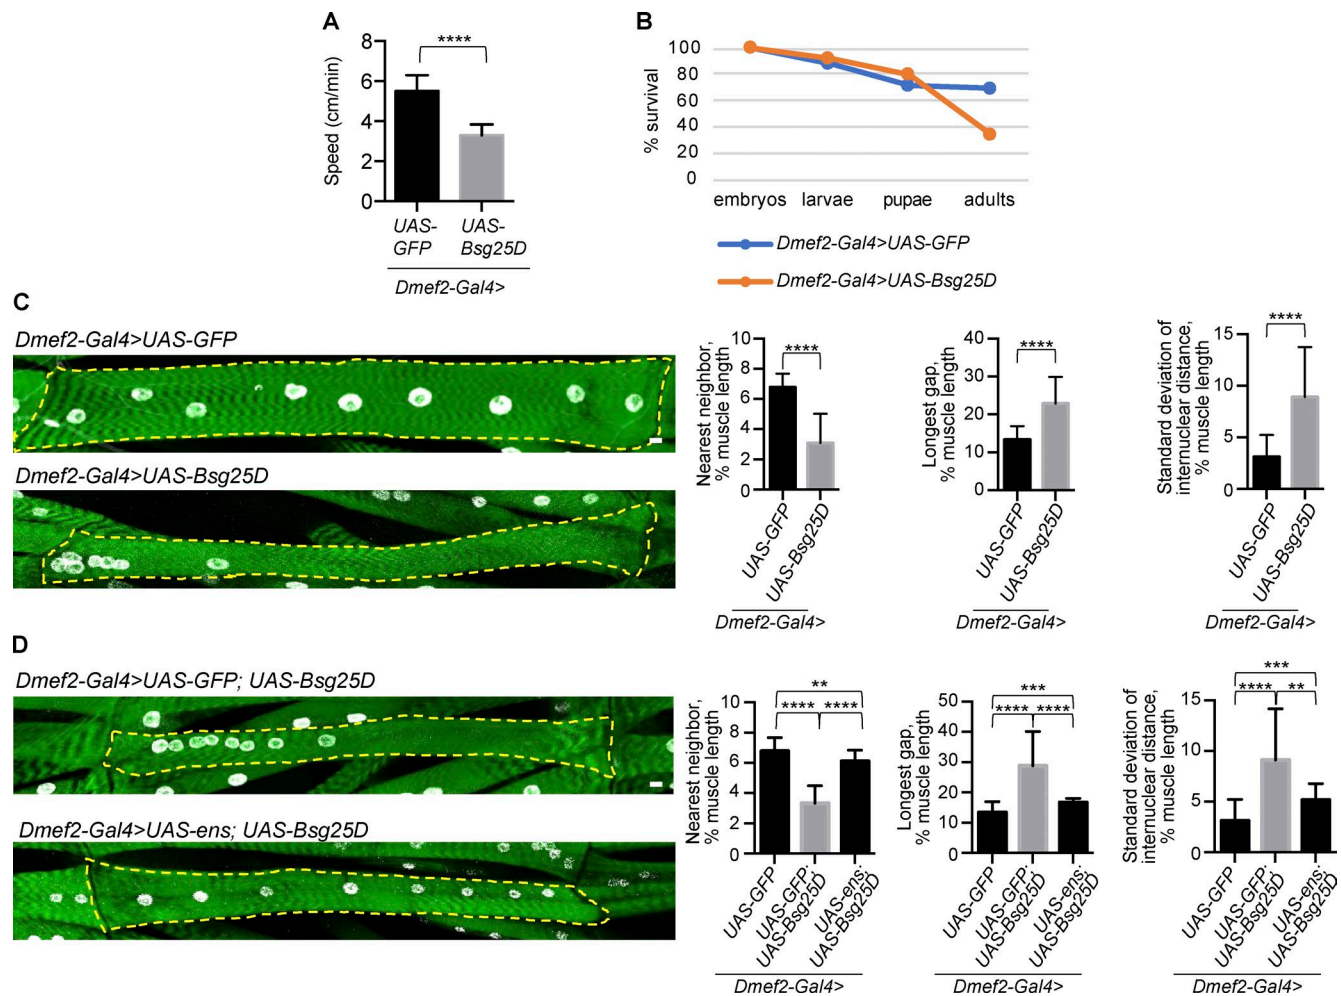 A
8
6
4
2
0
Speed (cm/min)
****
UAS-
GFP
UAS-
Bsg25D
Dmef2-Gal4>
B
100
80
60
40
20
0
% survival
embryos larvae pupae adults
Dmef2-Gal4>UAS-GFP
Dmef2-Gal4>UAS-Bsg25D
C
Dmef2-Gal4>UAS-GFP
Dmef2-Gal4>UAS-Bsg25D
Nearest neighbor,
% muscle length
10
8
6
4
2
0
****
UAS-GFP
UAS-Bsg25D
Dmef2-Gal4>
Longest gap,
% muscle length
40
30
20
10
0
****
UAS-GFP
UAS-Bsg25D
Dmef2-Gal4>
Standard deviation of
internuclear distance,
% muscle length
15
10
5
0
****
UAS-GFP
UAS-Bsg25D
Dmef2-Gal4>
D
Dmef2-Gal4>UAS-GFP; UAS-Bsg25D
Dmef2-Gal4>UAS-ens; UAS-Bsg25D
Nearest neighbor,
% muscle length
10
8
6
4
2
0
**
**** ****
UAS-GFP
UAS-GFP;
UAS-Bsg25D
UAS-ens;
UAS-Bsg25D
Dmef2-Gal4>
Longest gap,
% muscle length
50
40
30
20
10
0
***
**** ****
UAS-GFP
UAS-GFP;
UAS-Bsg25D
UAS-ens;
UAS-Bsg25D
Dmef2-Gal4>
Standard deviation of
internuclear distance,
% muscle length
15
10
5
0
***
**** **
UAS-GFP
UAS-GFP;
UAS-Bsg25D
UAS-ens;
UAS-Bsg25D
Dmef2-Gal4>